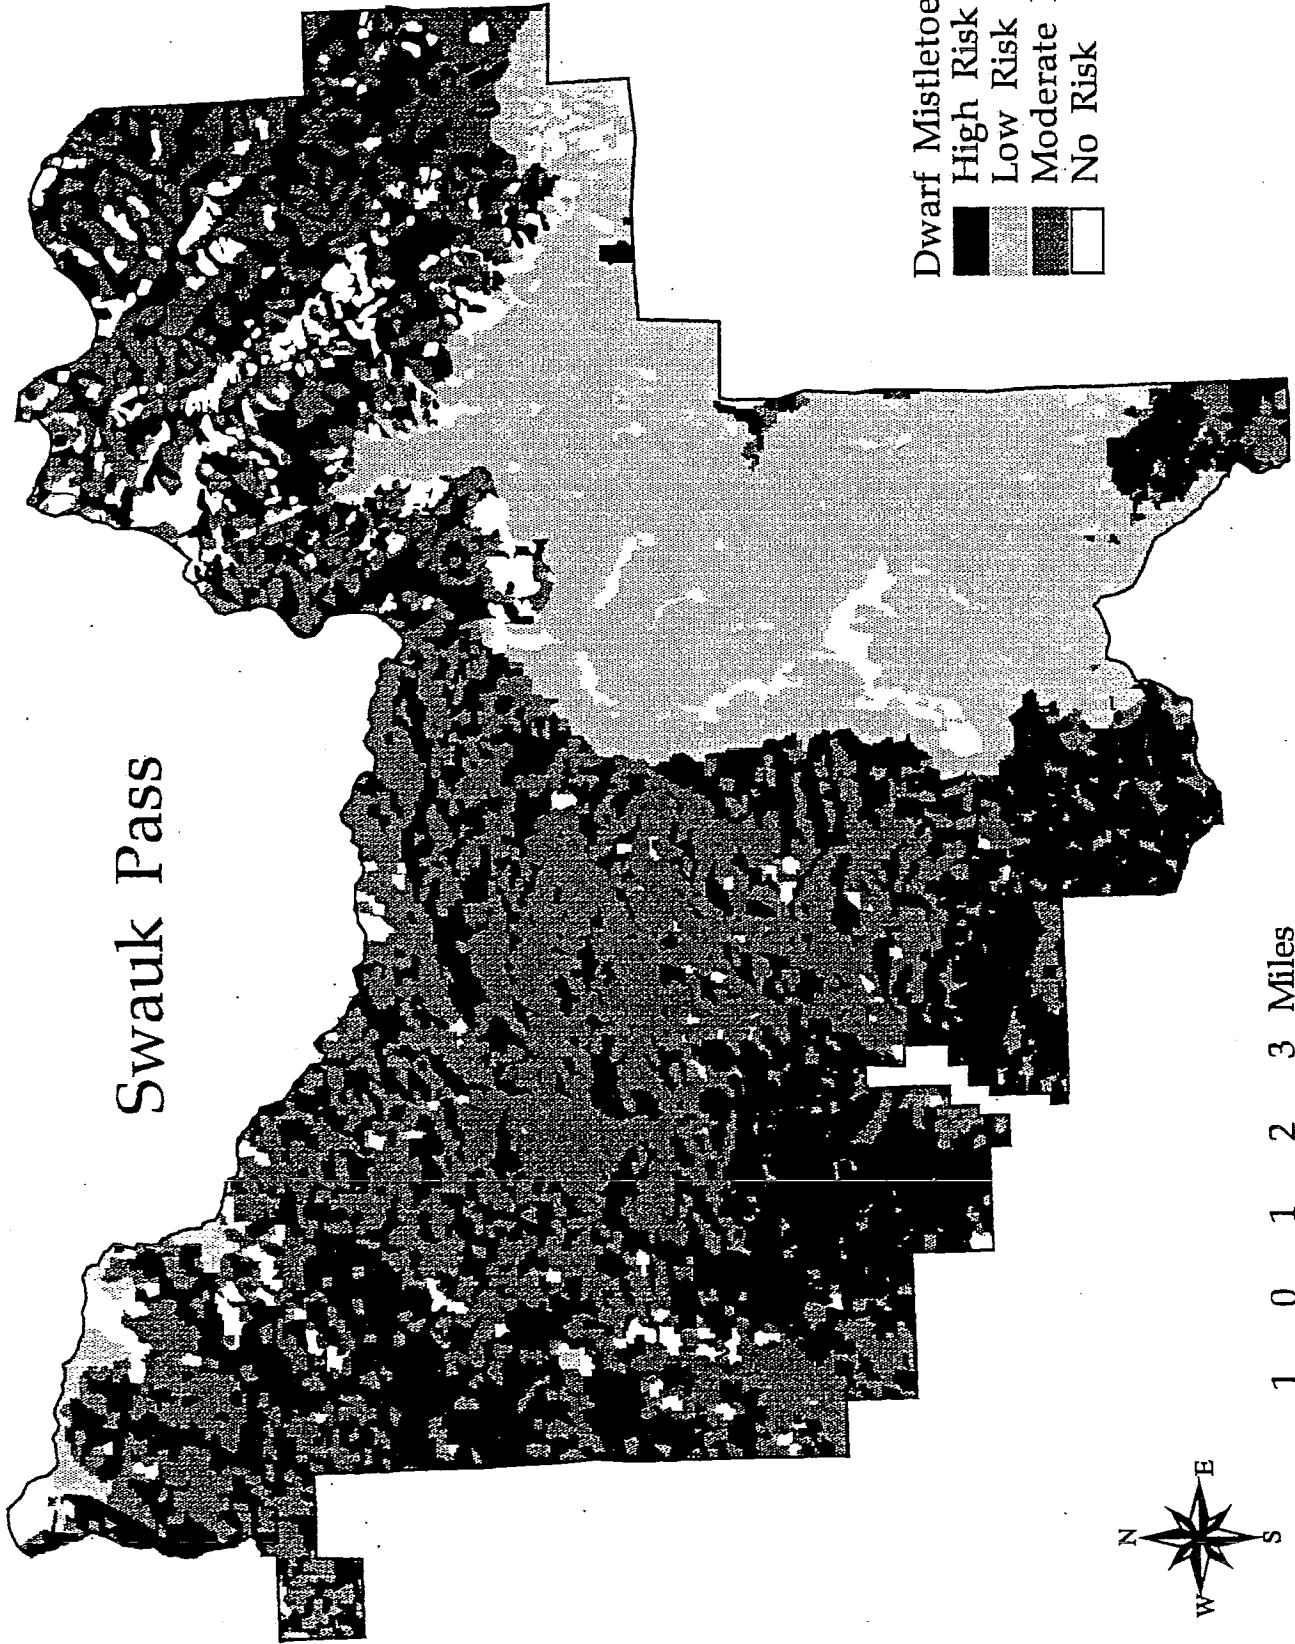 Swauk Pass
Dwarf Mistletoe
High Risk
Low Risk
Moderate
No Risk
1 0 1 2 3 Miles
N
W E
S